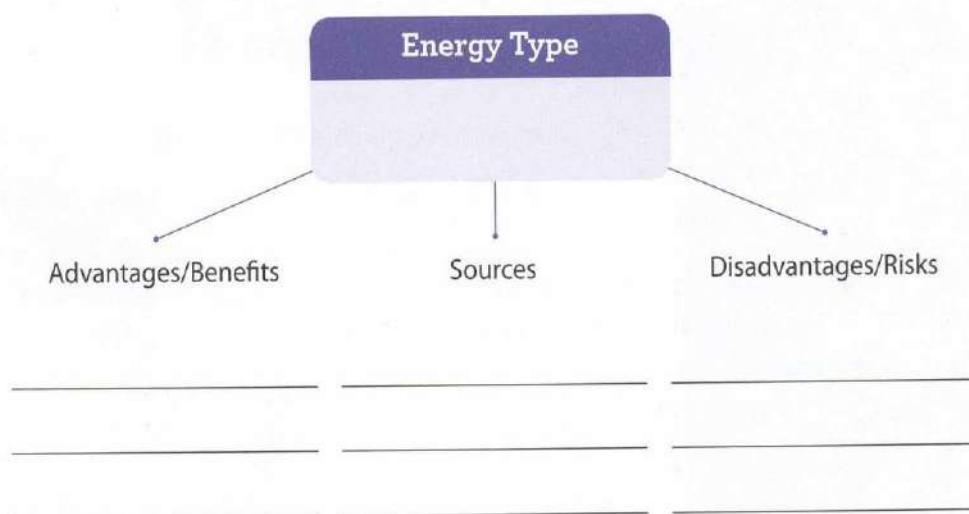 Energy Type
Advantages/Benefits
Sources
Disadvantages/Risks